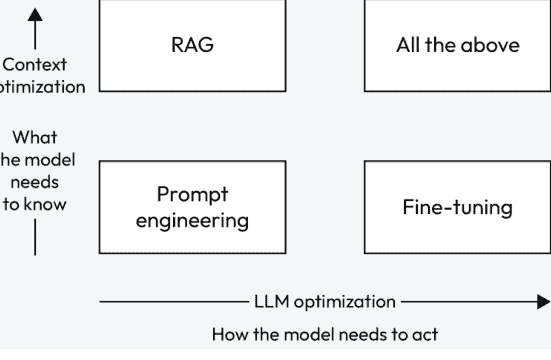 RAG
All the above
Context
ptimization
What
he model
needs
to know
Prompt
engineering
Fine-tuning
LLM optimization
How the model needs to act